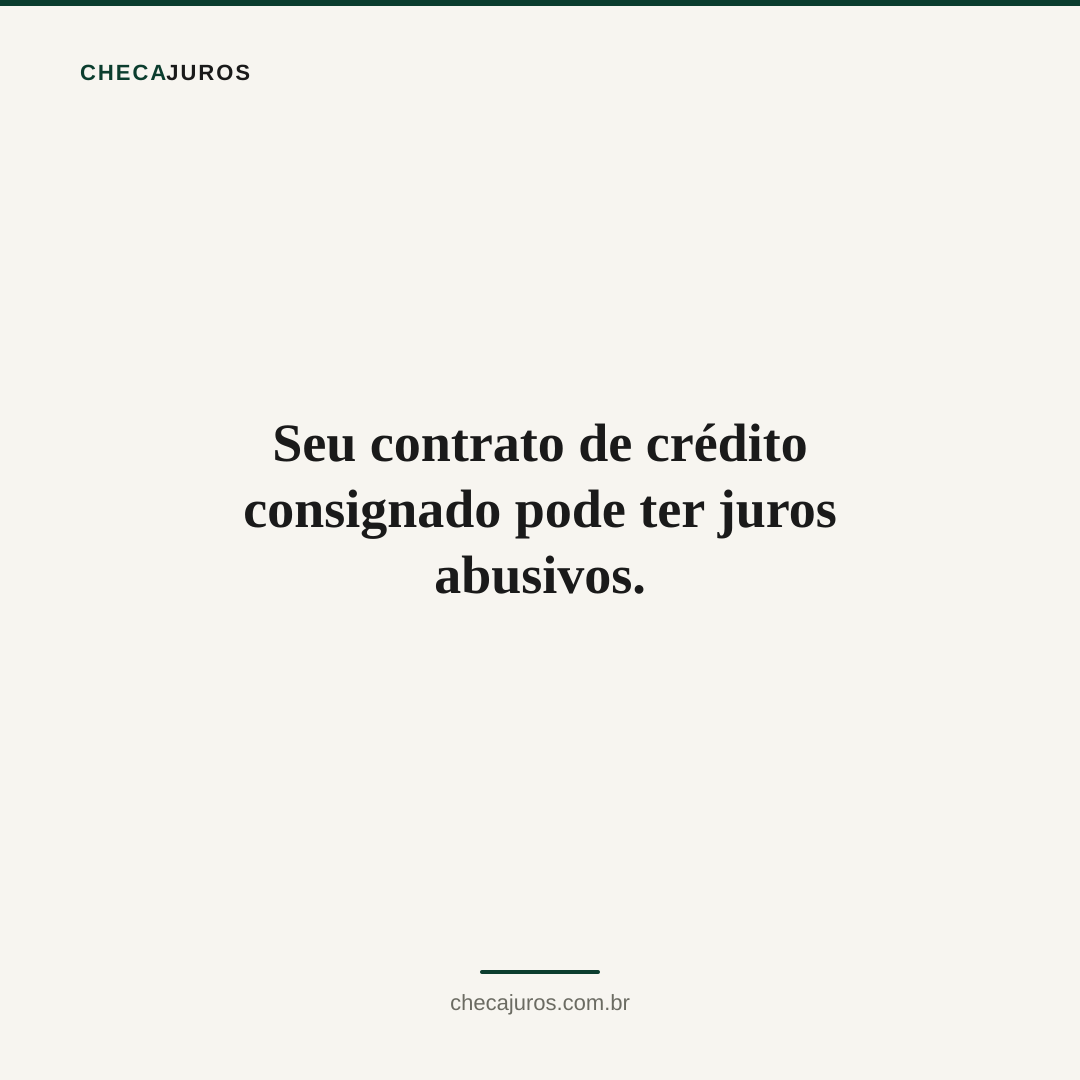 CHECAJUROS
Seu contrato de crédito
consignado pode ter juros
abusivos.
checajuros.com.br